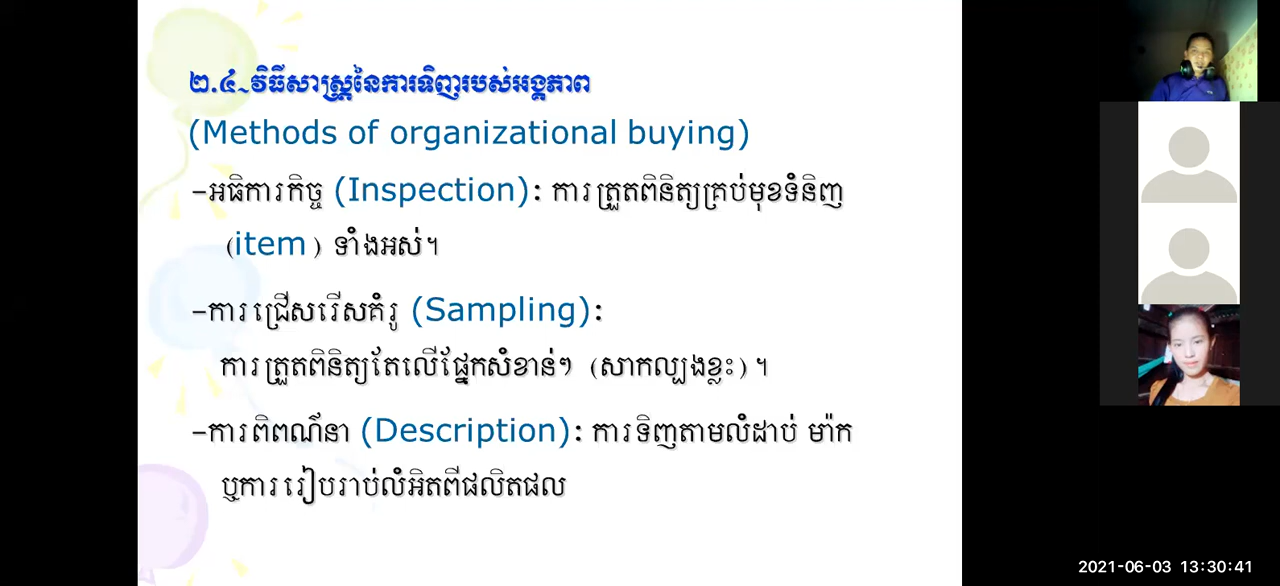 ២.៤~វិធីសាស្ត្រនៃការទិញរបស់អង្គភាព
(Methods of organizational buying)
-អធិការកិច្ច (Inspection): ការត្រួតពិនិត្យគ្រប់មុខទំនិញ
(item) ទាំងអស់។
-ការជ្រើសរើសគំរូ (Sampling):
ការត្រួតពិនិត្យតែលើផ្នែកសំខាន់ៗ (សាកល្បងខ្លះ)។
-ការពិពណ៌នា (Description): ការទិញតាមលំដាប់ ម៉ាក
ឬការរៀបរាប់លំអិតពីផលិតផល
2021-06-03 13:30:41